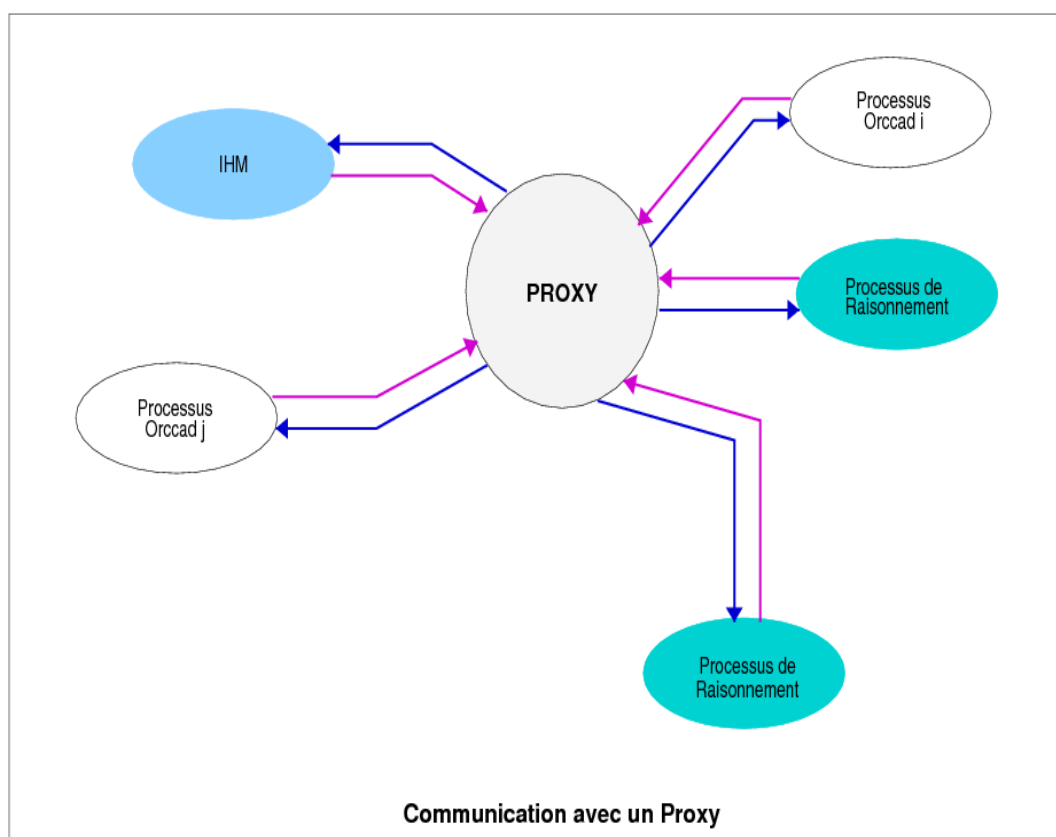 Processus
Orccad i
IHM
PROXY
Processus de
Raisonnement
Processus
Orccad j
Processus de
Raisonnement
Communication avec un Proxy